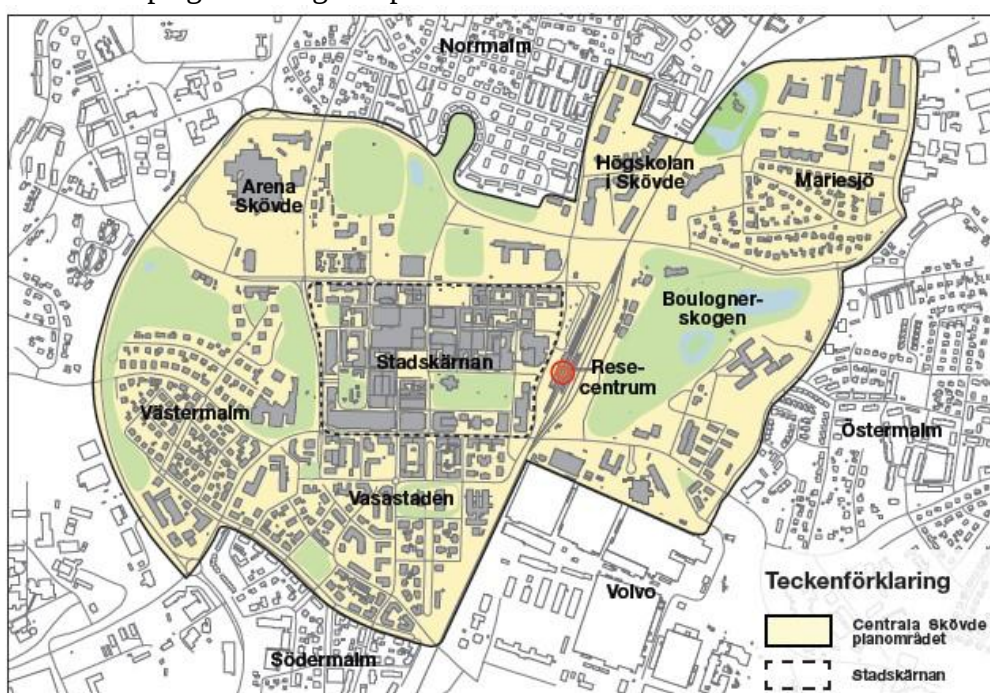 Normalm
Högskolan
i Skövde
Mariesjö
Arena
Skövde
Boulogner-
skogen
Stadskärnan
Rese-
centrum
Västermalm
Östermalm
Vasastaden
Volvo
Södermalm
Teckenförklaring
Centrala Skövde
planområdet
Stadskärnan